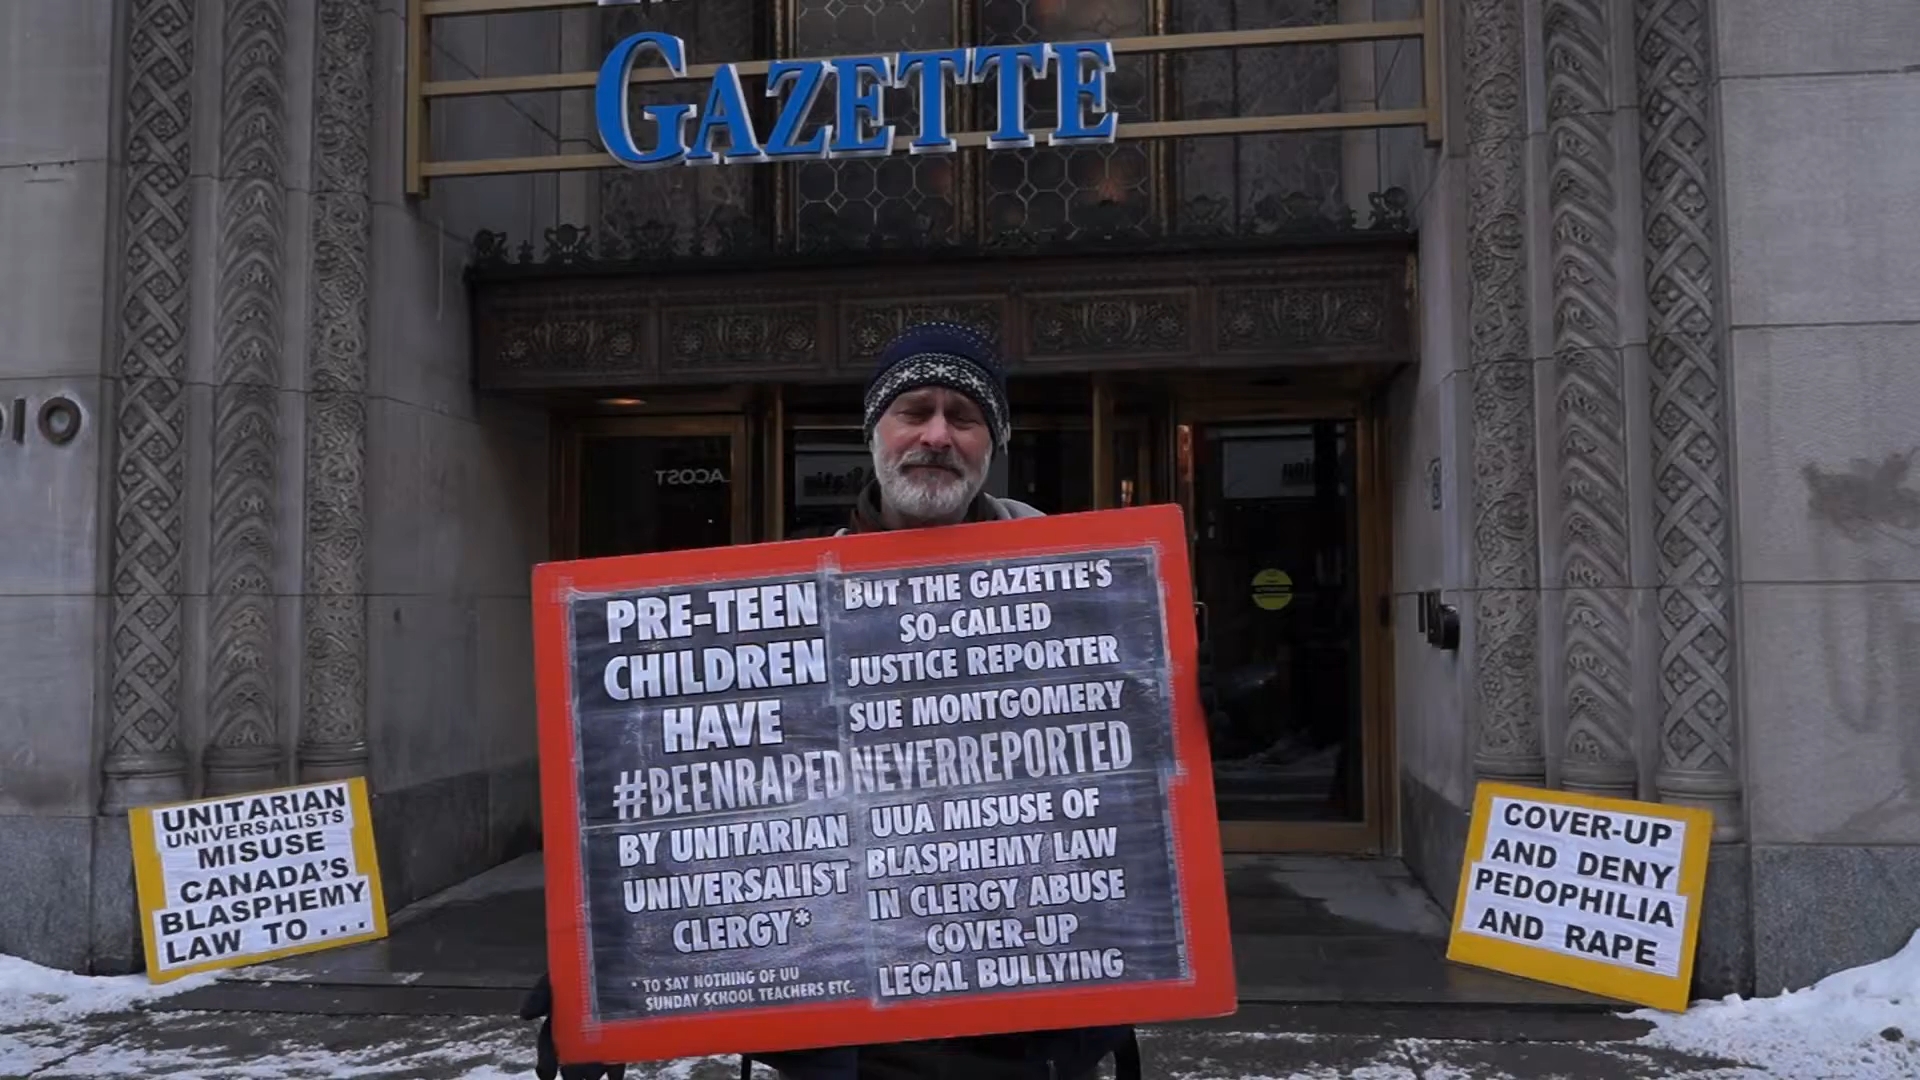 GAZETTE
010
LACOST
PRE-TEEN
CHILDREN
HAVE
#BEENRAPED
BY UNITARIAN
UNIVERSALIST
CLERGY*
* TO SAY NOTHING OF UU
SUNDAY SCHOOL TEACHERS ETC.
BUT THE GAZETTE'S
SO-CALLED
JUSTICE REPORTER
SUE MONTGOMERY
NEVERREPORTED
UUA MISUSE OF
BLASPHEMY LAW
IN CLERGY ABUSE
COVER-UP
LEGAL BULLYING
UNITARIAN
UNIVERSALISTS
MISUSE
CANADA'S
BLASPHEMY
LAW TO . . .
COVER-UP
AND DENY
PEDOPHILIA
AND RAPE